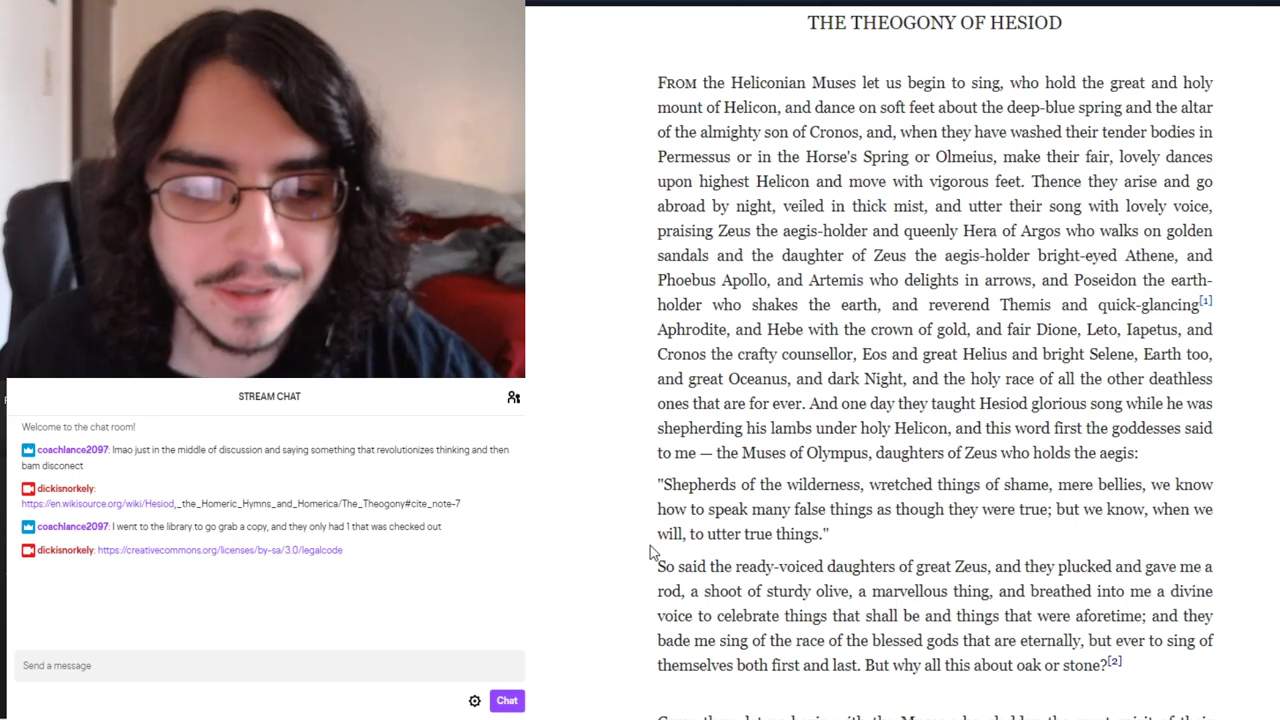 THE THEOGONY OF HESIOD
FROM the Heliconian Muses let us begin to sing, who hold the great and holy
mount of Helicon, and dance on soft feet about the deep-blue spring and the altar
of the almighty son of Cronos, and, when they have washed their tender bodies in
Permessus or in the Horse's Spring or Olmeius, make their fair, lovely dances
upon highest Helicon and move with vigorous feet. Thence they arise and go
abroad by night, veiled in thick mist, and utter their song with lovely voice,
praising Zeus the aegis-holder and queenly Hera of Argos who walks on golden
sandals and the daughter of Zeus the aegis-holder bright-eyed Athene, and
Phoebus Apollo, and Artemis who delights in arrows, and Poseidon the earth-
holder who shakes the earth, and reverend Themis and quick-glancing[1]
Aphrodite, and Hebe with the crown of gold, and fair Dione, Leto, Iapetus, and
Cronos the crafty counsellor, Eos and great Helius and bright Selene, Earth too,
and great Oceanus, and dark Night, and the holy race of all the other deathless
ones that are for ever. And one day they taught Hesiod glorious song while he was
shepherding his lambs under holy Helicon, and this word first the goddesses said
to me — the Muses of Olympus, daughters of Zeus who holds the aegis:
"Shepherds of the wilderness, wretched things of shame, mere bellies, we know
how to speak many false things as though they were true; but we know, when we
will, to utter true things."
So said the ready-voiced daughters of great Zeus, and they plucked and gave me a
rod, a shoot of sturdy olive, a marvellous thing, and breathed into me a divine
voice to celebrate things that shall be and things that were aforetime; and they
bade me sing of the race of the blessed gods that are eternally, but ever to sing of
themselves both first and last. But why all this about oak or stone?[2]
STREAM CHAT
Welcome to the chat room!
coachlance2097: lmao just in the middle of discussion and saying something that revolutionizes thinking and then
bam disconect
dickisnorkely:
https://en.wikisource.org/wiki/Hesiod,_the_Homeric_Hymns_and_Homerica/The_Theogony#cite_note-7
coachlance2097: I went to the library to go grab a copy, and they only had 1 that was checked out
dickisnorkely: https://creativecommons.org/licenses/by-sa/3.0/legalcode
Send a message
Chat